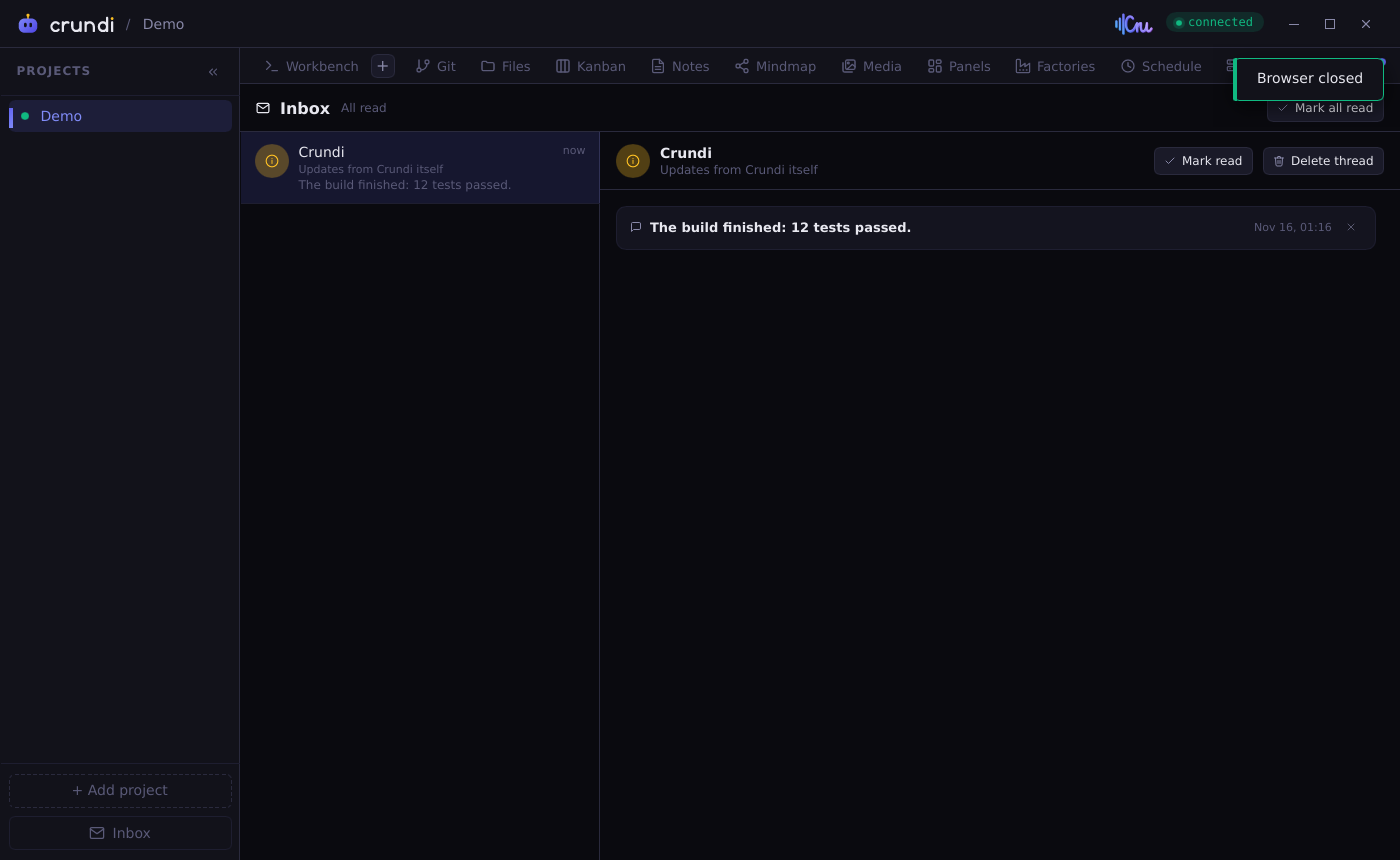 crundi / Demo
Cru
connected
PROJECTS «
Workbench + Git Files Kanban Notes Mindmap Media Panels Factories Schedule
Browser closed
Demo
Inbox All read
Mark all read
Crundi now
Updates from Crundi itself
The build finished: 12 tests passed.
Crundi
Updates from Crundi itself
Mark read
Delete thread
The build finished: 12 tests passed. Nov 16, 01:16
+ Add project
Inbox